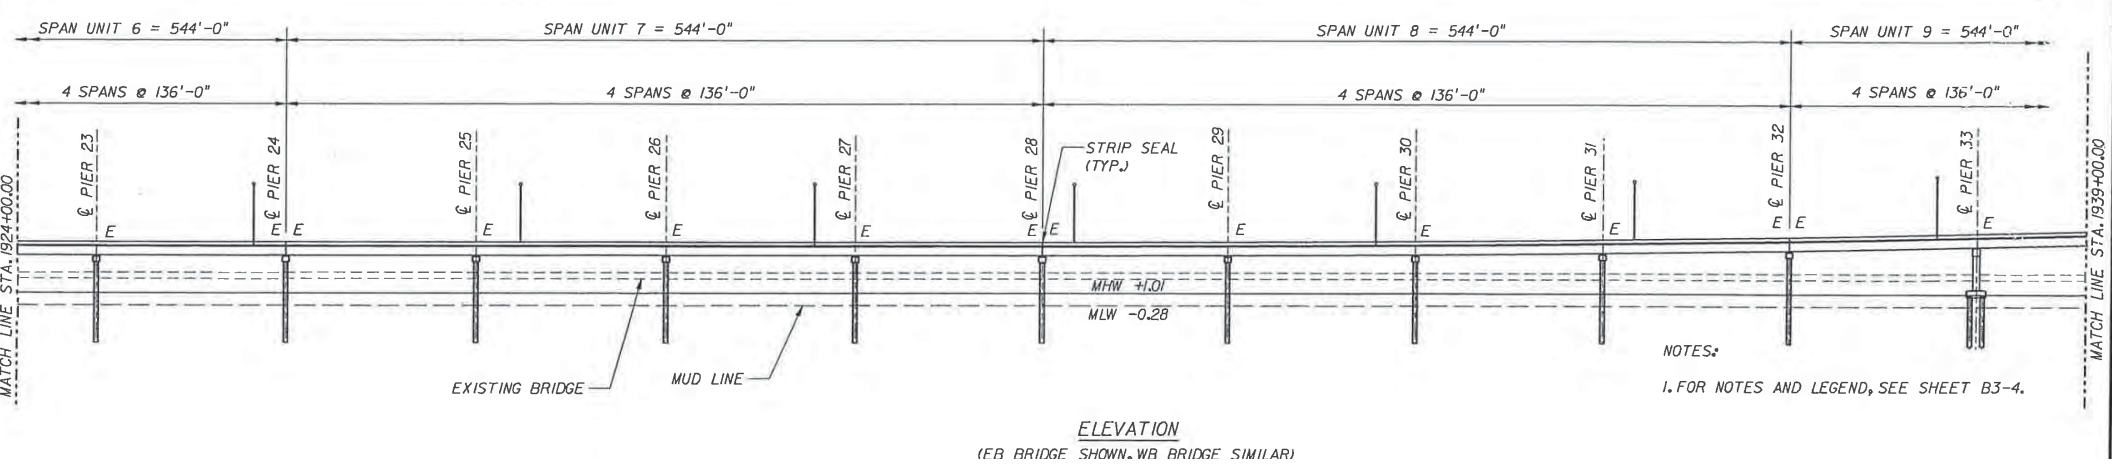 SPAN UNIT 6 = 544'-0"
SPAN UNIT 7 = 544'-0"
SPAN UNIT 8 = 544'-0"
SPAN UNIT 9 = 544'-0"
4 SPANS @ 136'-0"
4 SPANS @ 136'-0"
4 SPANS @ 136'-0"
4 SPANS @ 136'-0"
MATCH LINE STA. 1924+00.00
℄ PIER 23
℄ PIER 24
℄ PIER 25
℄ PIER 26
℄ PIER 27
℄ PIER 28
STRIP SEAL
(TYP.)
℄ PIER 29
℄ PIER 30
℄ PIER 31
℄ PIER 32
℄ PIER 33
MATCH LINE STA. 1939+00.00
E
E E
E
E
E
E E
E
E
E
E E
E
MHW +1.01
MLW -0.28
EXISTING BRIDGE
MUD LINE
NOTES:
1. FOR NOTES AND LEGEND, SEE SHEET B3-4.
ELEVATION
(EB BRIDGE SHOWN, WB BRIDGE SIMILAR)